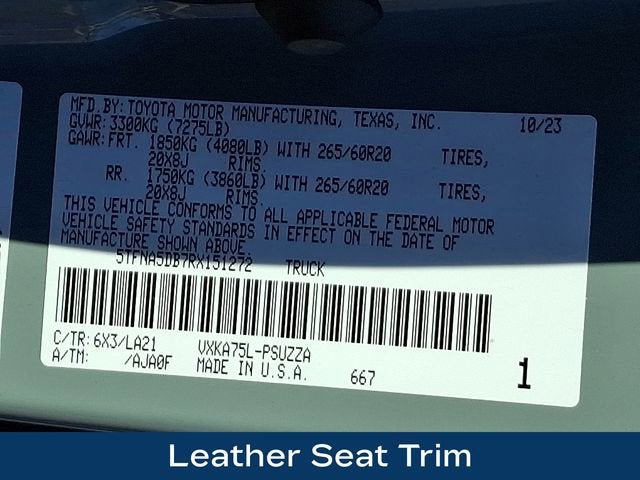 MFD.BY: TOYOTA MOTOR MANUFACTURING, TEXAS, INC. 10/23
GVWR: 3300KG (7275LB)
GAWR: FRT. 1850KG (4080LB) WITH 265/60R20 TIRES,
20X8J RIMS.
RR. 1750KG (3860LB) WITH 265/60R20 TIRES,
20X8J RIMS.
THIS VEHICLE CONFORMS TO ALL APPLICABLE FEDERAL MOTOR
VEHICLE SAFETY STANDARDS IN EFFECT ON THE DATE OF
MANUFACTURE SHOWN ABOVE.
5TFNA5DB7RX151272 TRUCK
C/TR: 6X3/LA21 VXKA75L-PSUZZA
A/TM: /AJA0F MADE IN U.S.A. 667 1
Leather Seat Trim